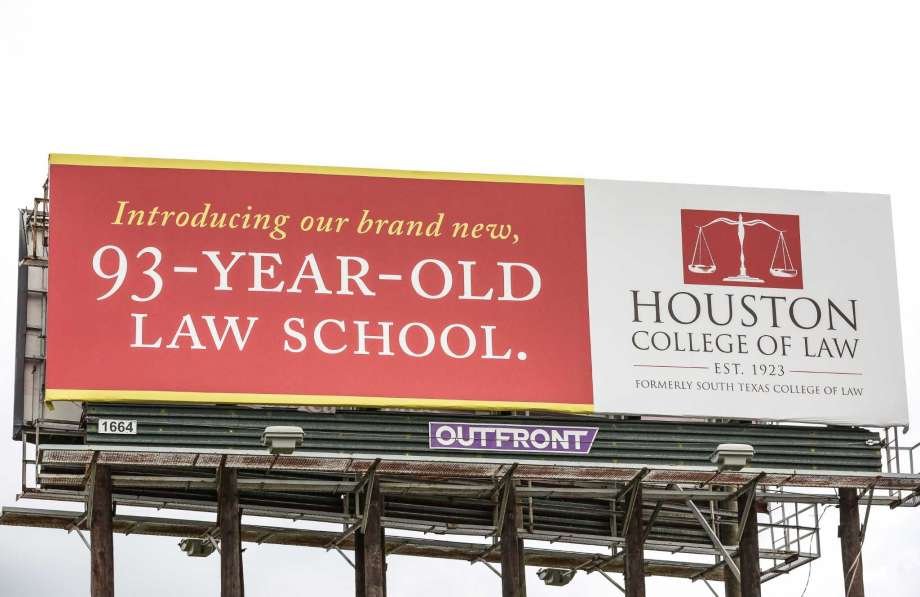 Introducing our brand new,
93-YEAR-OLD
LAW SCHOOL.
HOUSTON
COLLEGE OF LAW
EST. 1923
FORMERLY SOUTH TEXAS COLLEGE OF LAW
1664
OUTFRONT